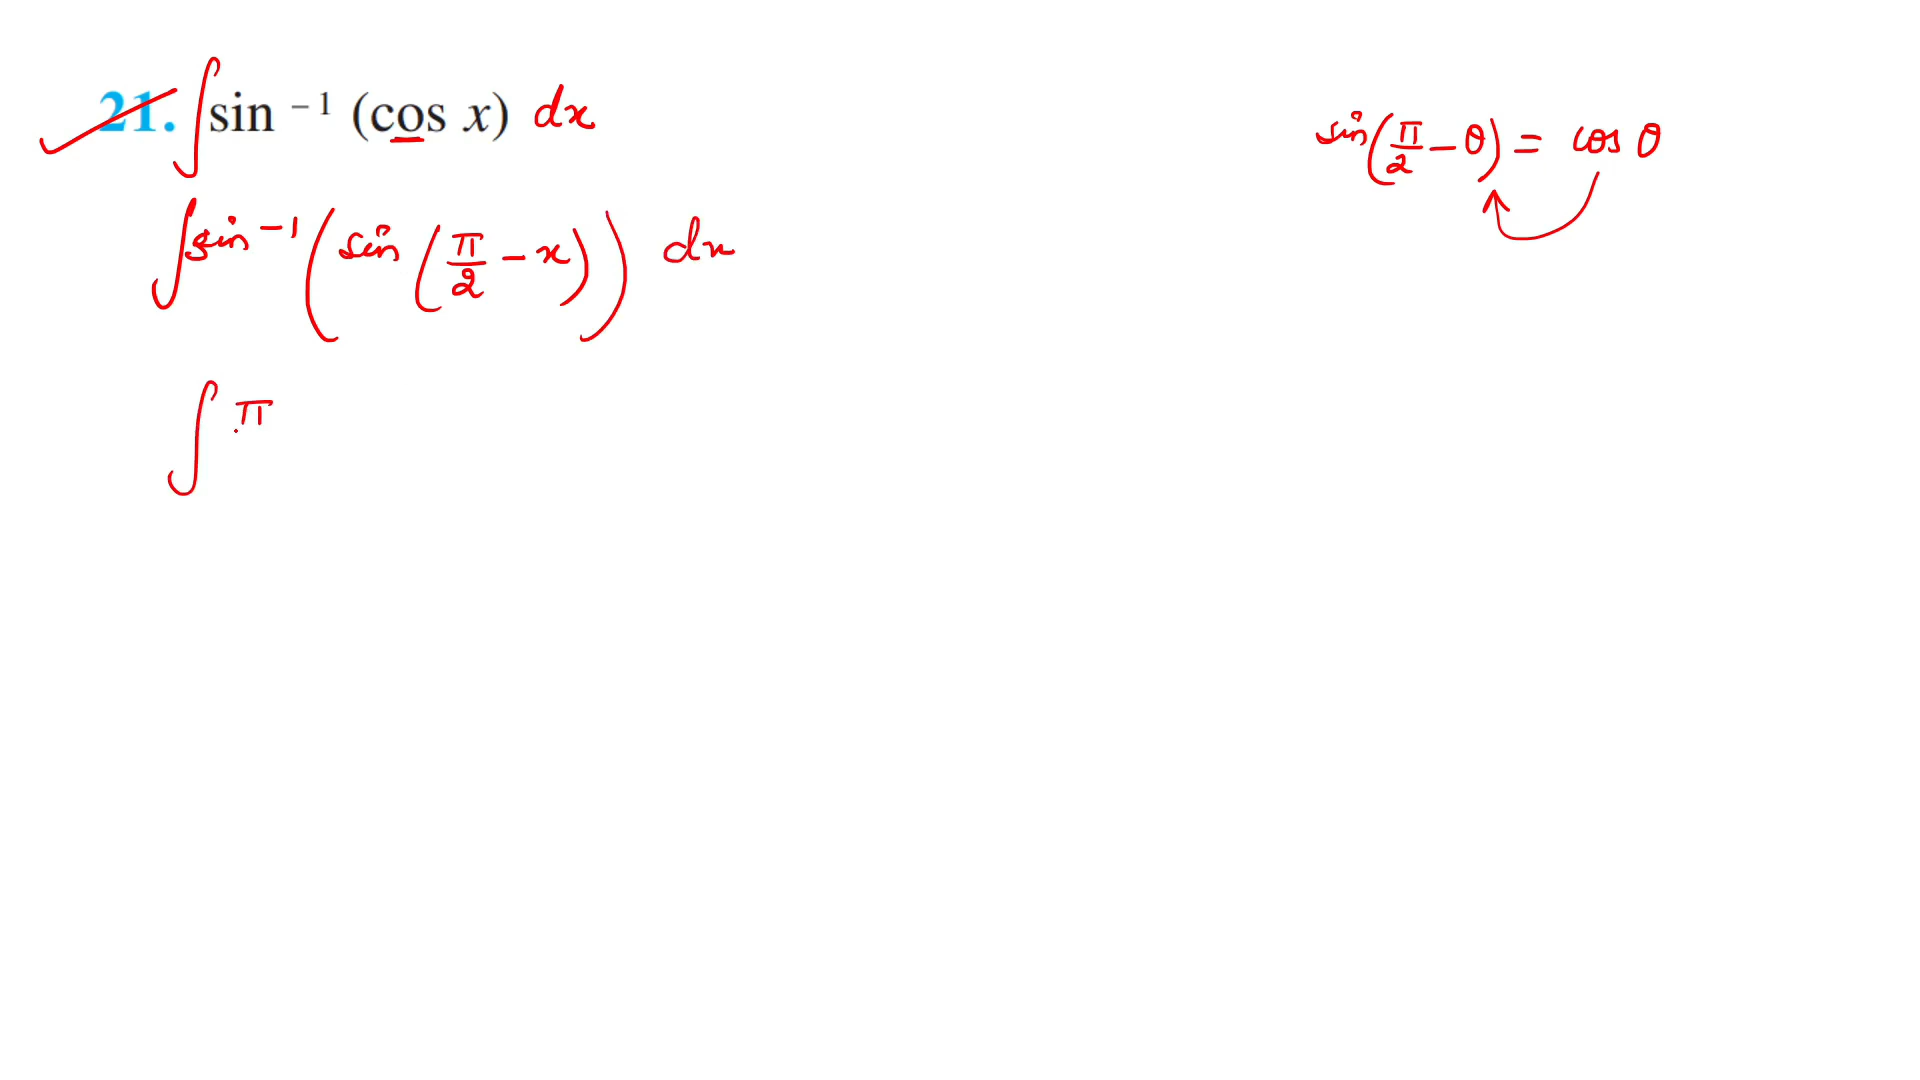 21. ∫ sin⁻¹ (cos x) dx
sin(π/2 − θ) = cos θ
∫ sin⁻¹ (sin (π/2 − x)) dx
∫ π